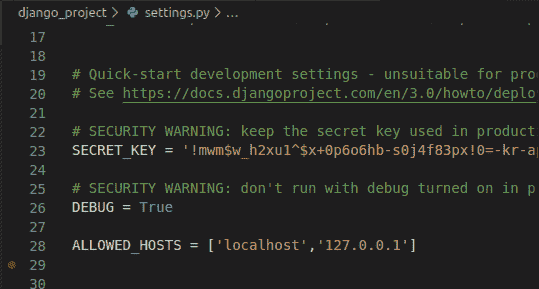 django_project > settings.py > ...
17
18
19 # Quick-start development settings - unsuitable for pro
20 # See https://docs.djangoproject.com/en/3.0/howto/deplo
21
22 # SECURITY WARNING: keep the secret key used in product
23 SECRET_KEY = '!mwm$w_h2xu1^$x+0p6o6hb-s0j4f83px!0=-kr-a
24
25 # SECURITY WARNING: don't run with debug turned on in p
26 DEBUG = True
27
28 ALLOWED_HOSTS = ['localhost','127.0.0.1']
29
30